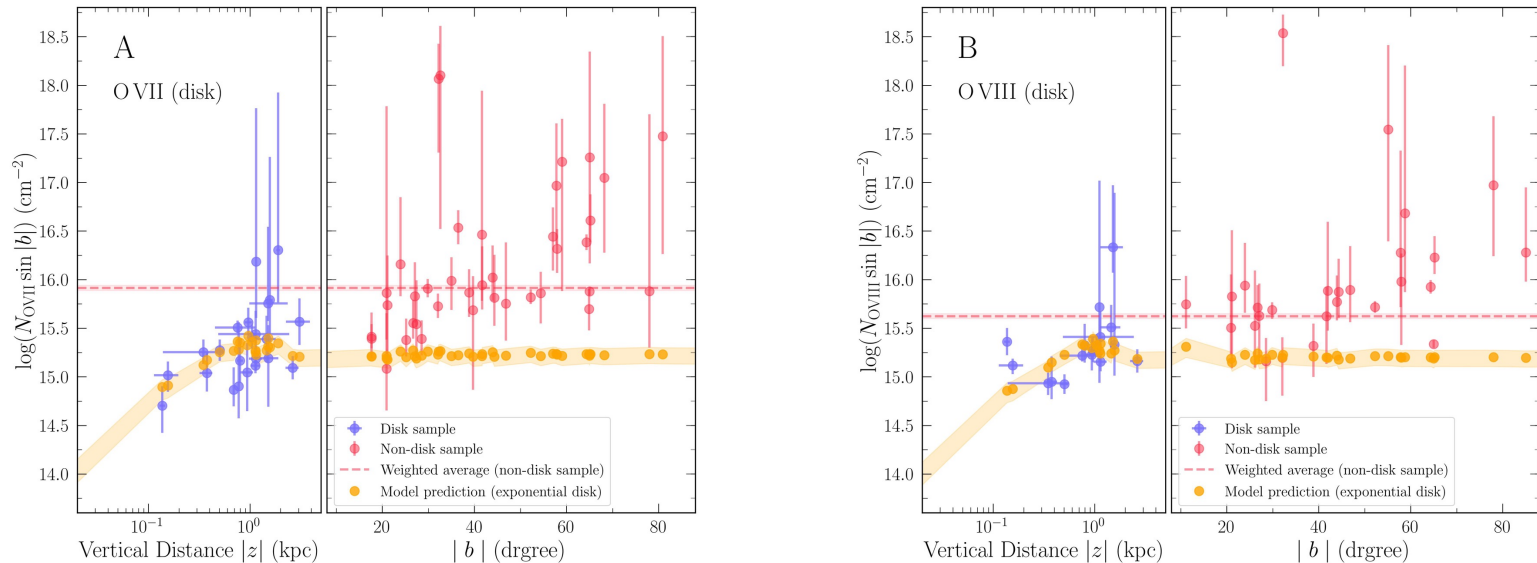 A
O VII (disk)
log(N_OVII sin |b|) (cm⁻²)
18.5
18.0
17.5
17.0
16.5
16.0
15.5
15.0
14.5
14.0
10⁻¹
10⁰
Vertical Distance |z| (kpc)
20
40
60
80
| b | (drgree)
Disk sample
Non-disk sample
Weighted average (non-disk sample)
Model prediction (exponential disk)
B
O VIII (disk)
log(N_OVIII sin |b|) (cm⁻²)
18.5
18.0
17.5
17.0
16.5
16.0
15.5
15.0
14.5
14.0
10⁻¹
10⁰
Vertical Distance |z| (kpc)
20
40
60
80
| b | (drgree)
Disk sample
Non-disk sample
Weighted average (non-disk sample)
Model prediction (exponential disk)